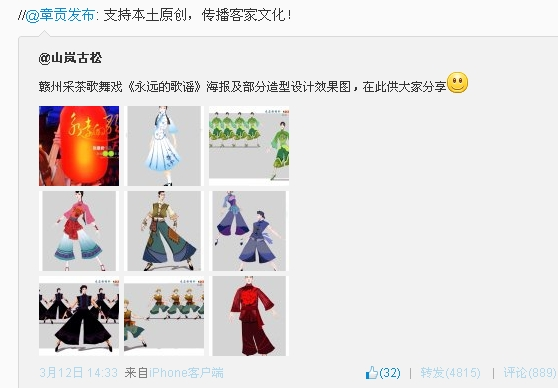 //@章贡发布: 支持本土原创，传播客家文化！
@山岚古松
赣州采茶歌舞戏《永远的歌谣》海报及部分造型设计效果图，在此供大家分享
3月12日 14:33 来自iPhone客户端
(32) | 转发(4815) | 评论(889)